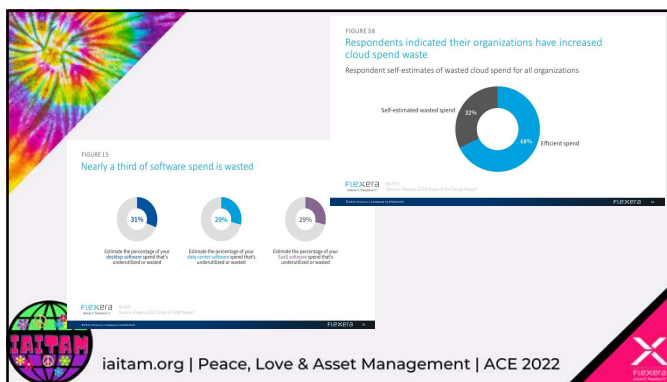 FIGURE 38
Respondents indicated their organizations have increased
cloud spend waste
Respondent self-estimates of wasted cloud spend for all organizations
Self-estimated wasted spend
32%
68%
Efficient spend
FLEXera
FLEXera
FIGURE 15
Nearly a third of software spend is wasted
31%
29%
29%
Estimate the percentage of your
desktop software spend that's
underutilized or wasted
Estimate the percentage of your
data center software spend that's
underutilized or wasted
Estimate the percentage of your
SaaS software spend that's
underutilized or wasted
FLEXera
FLEXera
IAITAM
iaitam.org | Peace, Love & Asset Management | ACE 2022
FLEXera